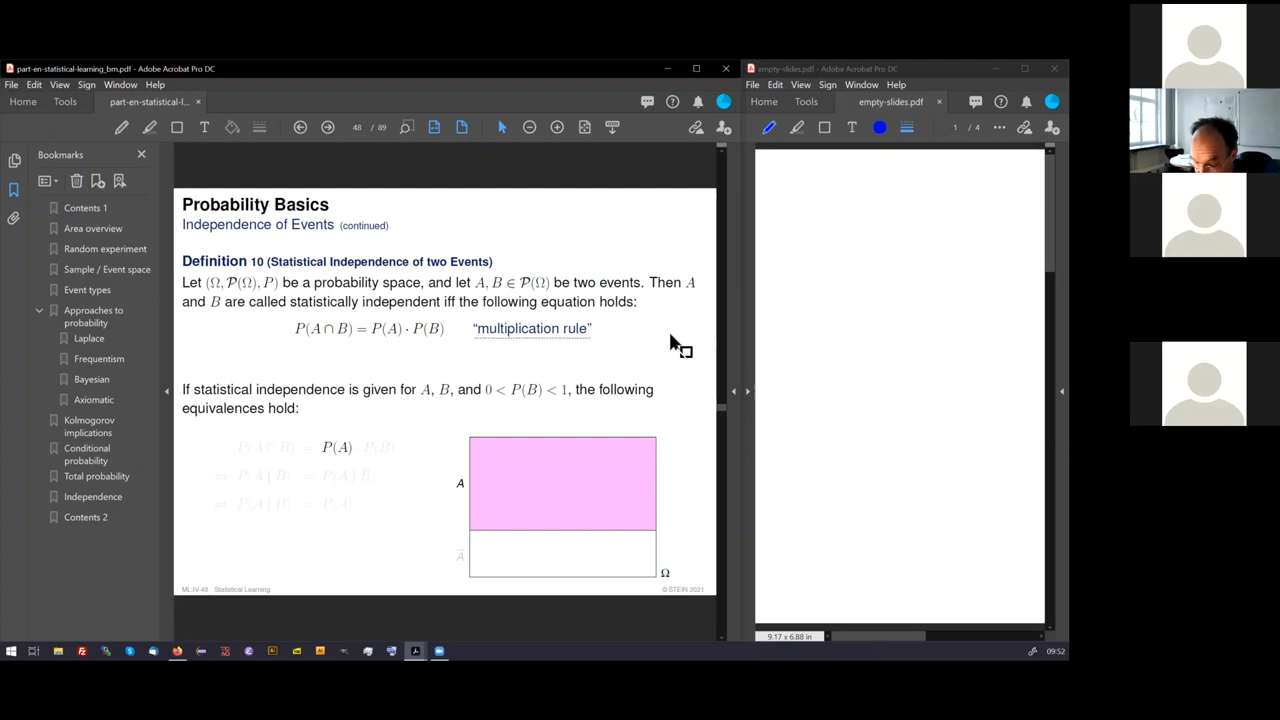 part-en-statistical-learning_bm.pdf - Adobe Acrobat Pro DC
File Edit View Sign Window Help
Home Tools part-en-statistical-l... ×
48 / 89
Bookmarks
Contents 1
Area overview
Random experiment
Sample / Event space
Event types
Approaches to
probability
Laplace
Frequentism
Bayesian
Axiomatic
Kolmogorov
implications
Conditional
probability
Total probability
Independence
Contents 2
Probability Basics
Independence of Events (continued)
Definition 10 (Statistical Independence of two Events)
Let (Ω, 𝒫(Ω), P) be a probability space, and let A, B ∈ 𝒫(Ω) be two events. Then A
and B are called statistically independent iff the following equation holds:
P(A ∩ B) = P(A) · P(B) “multiplication rule”
If statistical independence is given for A, B, and 0 < P(B) < 1, the following
equivalences hold:
P(A ∩ B) = P(A) · P(B)
⇔ P(A | B) = P(A | B̅)
⇔ P(A | B) = P(A)
A
A̅
Ω
ML:IV-48 Statistical Learning ©STEIN 2021
empty-slides.pdf - Adobe Acrobat Pro DC
File Edit View Sign Window Help
Home Tools empty-slides.pdf ×
1 / 4
9.17 x 6.88 in
09:52